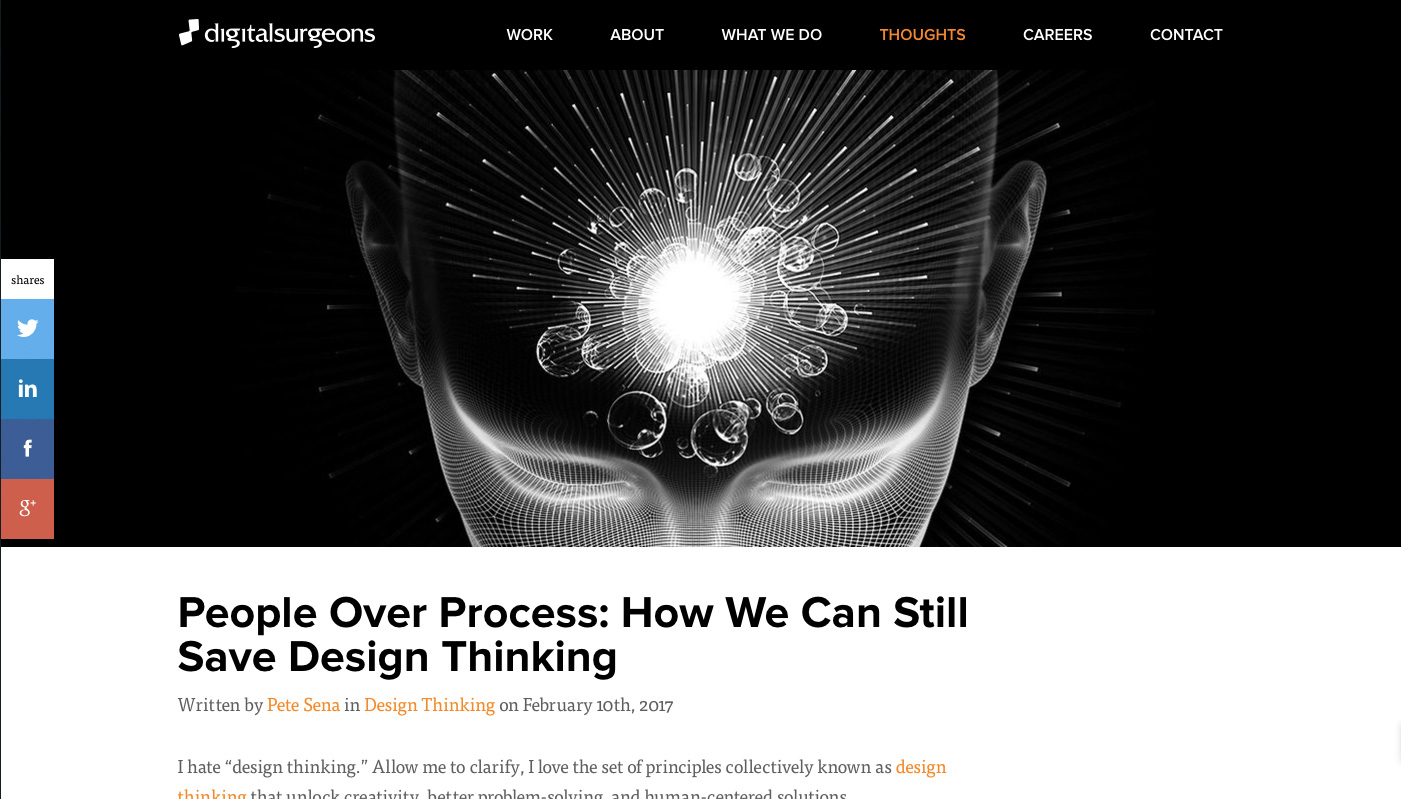 digitalsurgeons
WORK ABOUT WHAT WE DO THOUGHTS CAREERS CONTACT
shares
in
f
g+
People Over Process: How We Can Still
Save Design Thinking
Written by Pete Sena in Design Thinking on February 10th, 2017
I hate “design thinking.” Allow me to clarify, I love the set of principles collectively known as design
thinking that unlock creativity, better problem-solving, and human-centered solutions.